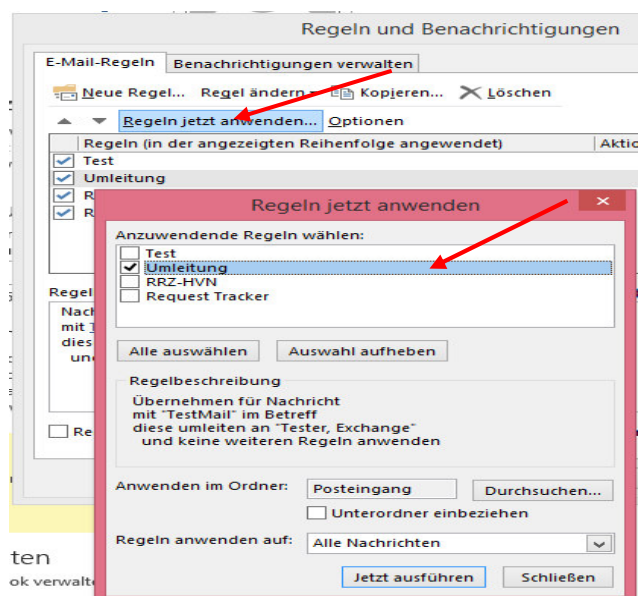 Regeln und Benachrichtigungen
E-Mail-Regeln Benachrichtigungen verwalten
Neue Regel... Regel ändern Kopieren... Löschen
Regeln jetzt anwenden... Optionen
Regeln (in der angezeigten Reihenfolge angewendet) Aktio
Test
Umleitung
R
R
Regeln jetzt anwenden
Anzuwendende Regeln wählen:
Test
Umleitung
RRZ-HVN
Request Tracker
Regel
Nach
mit T
dies
un
Alle auswählen Auswahl aufheben
Regelbeschreibung
Übernehmen für Nachricht
mit "TestMail" im Betreff
diese umleiten an "Tester, Exchange"
und keine weiteren Regeln anwenden
Re
Anwenden im Ordner: Posteingang Durchsuchen...
Unterordner einbeziehen
Regeln anwenden auf: Alle Nachrichten
Jetzt ausführen Schließen
ten
ok verwalte